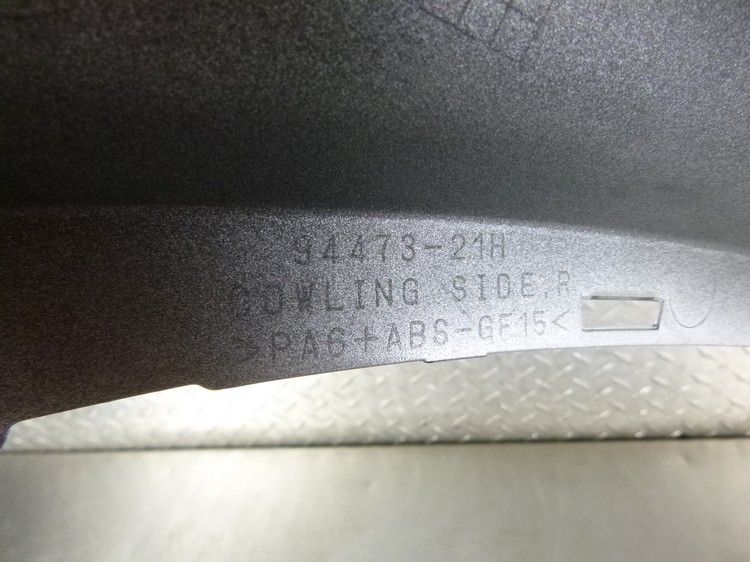 94473-21H
COWLING SIDE,R
>PA6+ABS-GF15<